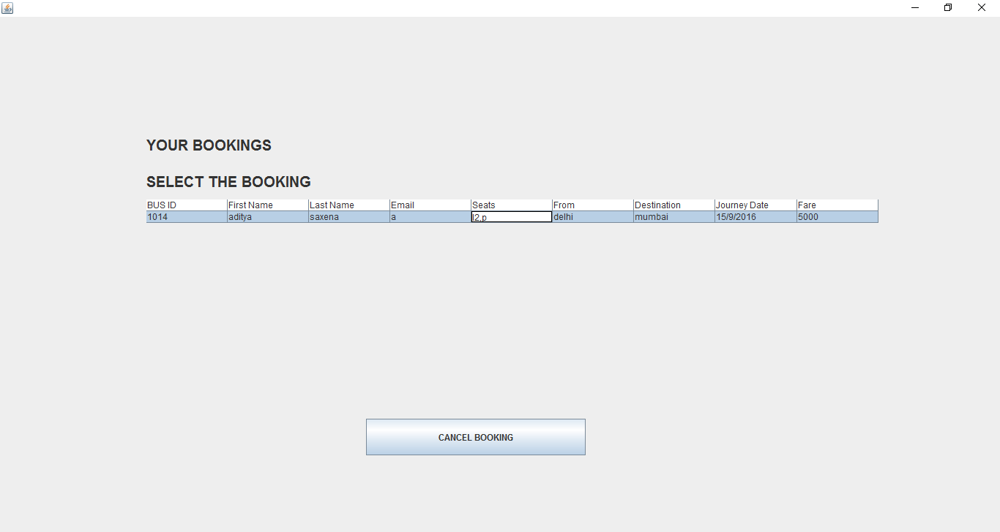 YOUR BOOKINGS
SELECT THE BOOKING
BUS ID First Name Last Name Email Seats From Destination Journey Date Fare
1014 aditya saxena a l2,p delhi mumbai 15/9/2016 5000
CANCEL BOOKING